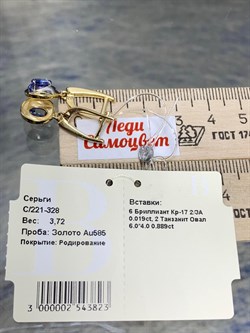 Леди
Самоцвет
ГОСТ
Серьги
С/221-328
Вес: 3,72
Проба: Золото Au585
Покрытие: Родирование
3 000002 543823
Вставки:
6 Бриллиант Кр-17 2/3А
0.019ct, 2 Танзанит Овал
6.0*4.0 0.889ct